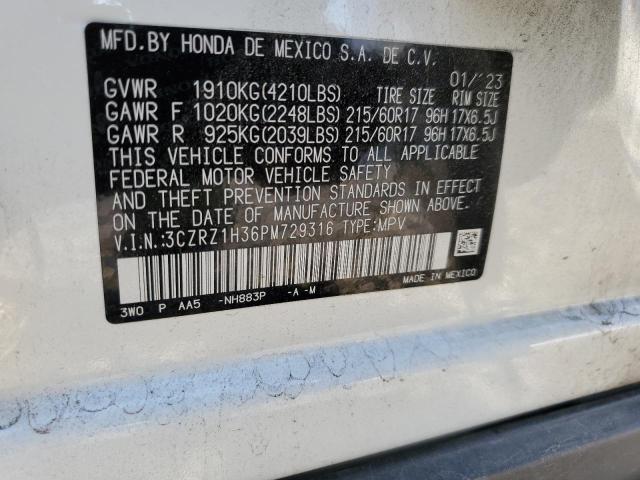 MFD.BY HONDA DE MEXICO S.A. DE C.V.
01/'23
GVWR 1910KG(4210LBS) TIRE SIZE RIM SIZE
GAWR F 1020KG(2248LBS) 215/60R17 96H 17X6.5J
GAWR R 925KG(2039LBS) 215/60R17 96H 17X6.5J
THIS VEHICLE CONFORMS TO ALL APPLICABLE
FEDERAL MOTOR VEHICLE SAFETY
AND THEFT PREVENTION STANDARDS IN EFFECT
ON THE DATE OF MANUFACTURE SHOWN ABOVE.
V.I.N.:3CZRZ1H36PM729316 TYPE:MPV
MADE IN MEXICO
3W0 P AA5 -NH883P -A -M